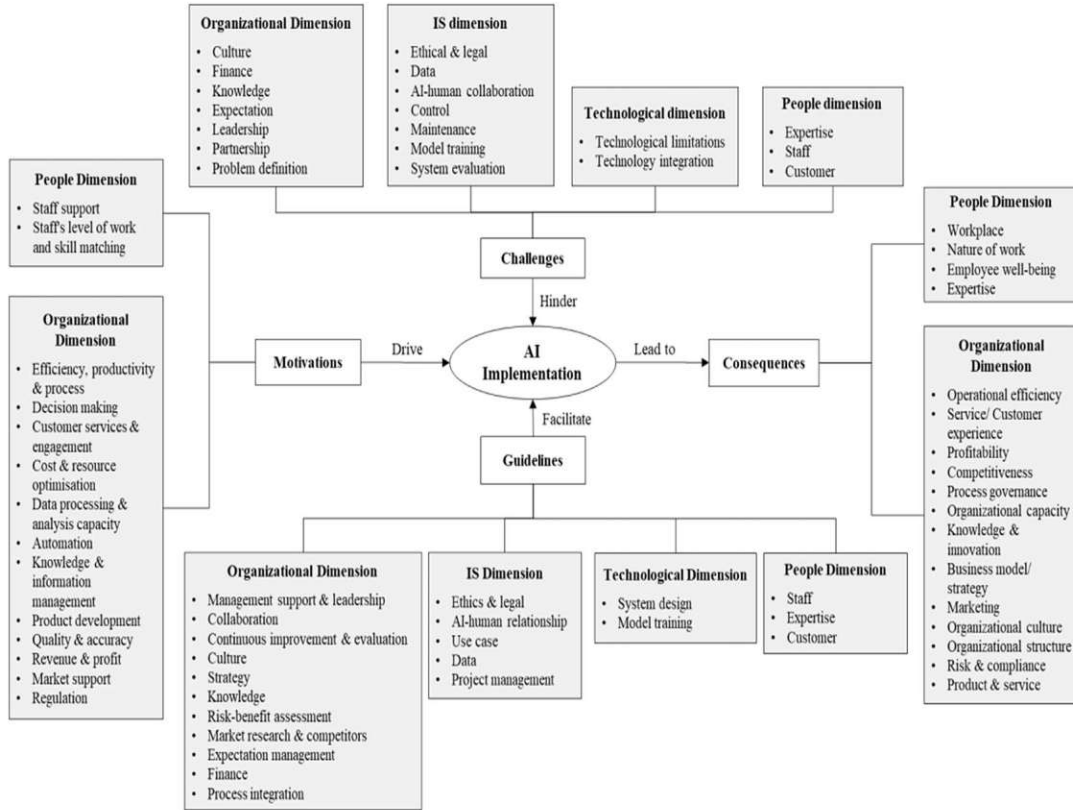 Organizational Dimension
• Culture
• Finance
• Knowledge
• Expectation
• Leadership
• Partnership
• Problem definition
IS dimension
• Ethical & legal
• Data
• AI-human collaboration
• Control
• Maintenance
• Model training
• System evaluation
Technological dimension
• Technological limitations
• Technology integration
People dimension
• Expertise
• Staff
• Customer
People Dimension
• Staff support
• Staff's level of work
and skill matching
Organizational
Dimension
• Efficiency, productivity
& process
• Decision making
• Customer services &
engagement
• Cost & resource
optimisation
• Data processing &
analysis capacity
• Automation
• Knowledge &
information
management
• Product development
• Quality & accuracy
• Revenue & profit
• Market support
• Regulation
Motivations
Drive
Challenges
Hinder
AI
Implementation
Facilitate
Guidelines
Lead to
Consequences
People Dimension
• Workplace
• Nature of work
• Employee well-being
• Expertise
Organizational
Dimension
• Operational efficiency
• Service/ Customer
experience
• Profitability
• Competitiveness
• Process governance
• Organizational capacity
• Knowledge &
innovation
• Business model/
strategy
• Marketing
• Organizational culture
• Organizational structure
• Risk & compliance
• Product & service
Organizational Dimension
• Management support & leadership
• Collaboration
• Continuous improvement & evaluation
• Culture
• Strategy
• Knowledge
• Risk-benefit assessment
• Market research & competitors
• Expectation management
• Finance
• Process integration
IS Dimension
• Ethics & legal
• AI-human relationship
• Use case
• Data
• Project management
Technological Dimension
• System design
• Model training
People Dimension
• Staff
• Expertise
• Customer